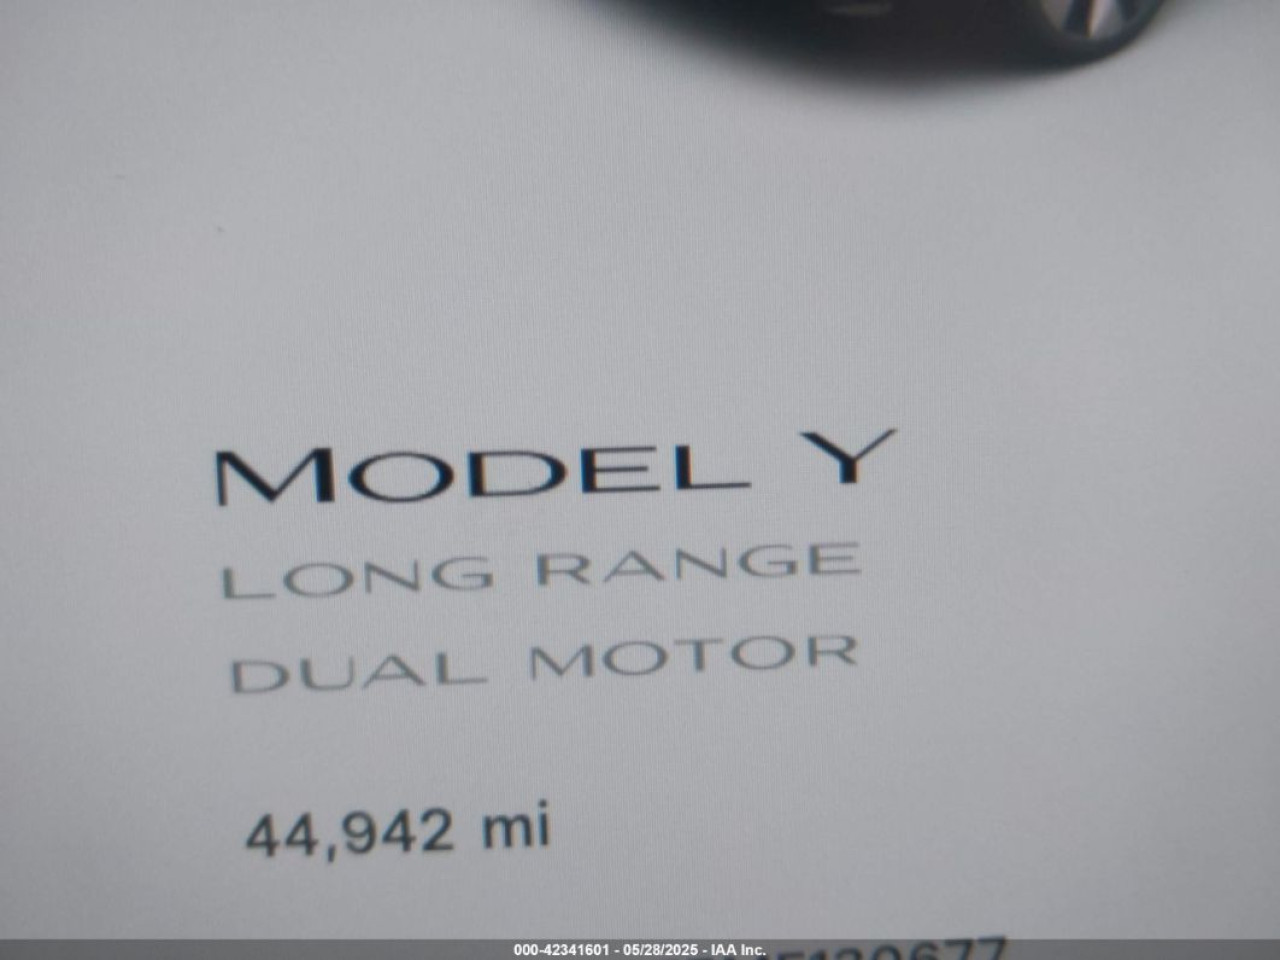 MODEL Y
LONG RANGE
DUAL MOTOR
44,942 mi
000-42341601 - 05/28/2025 - IAA Inc.